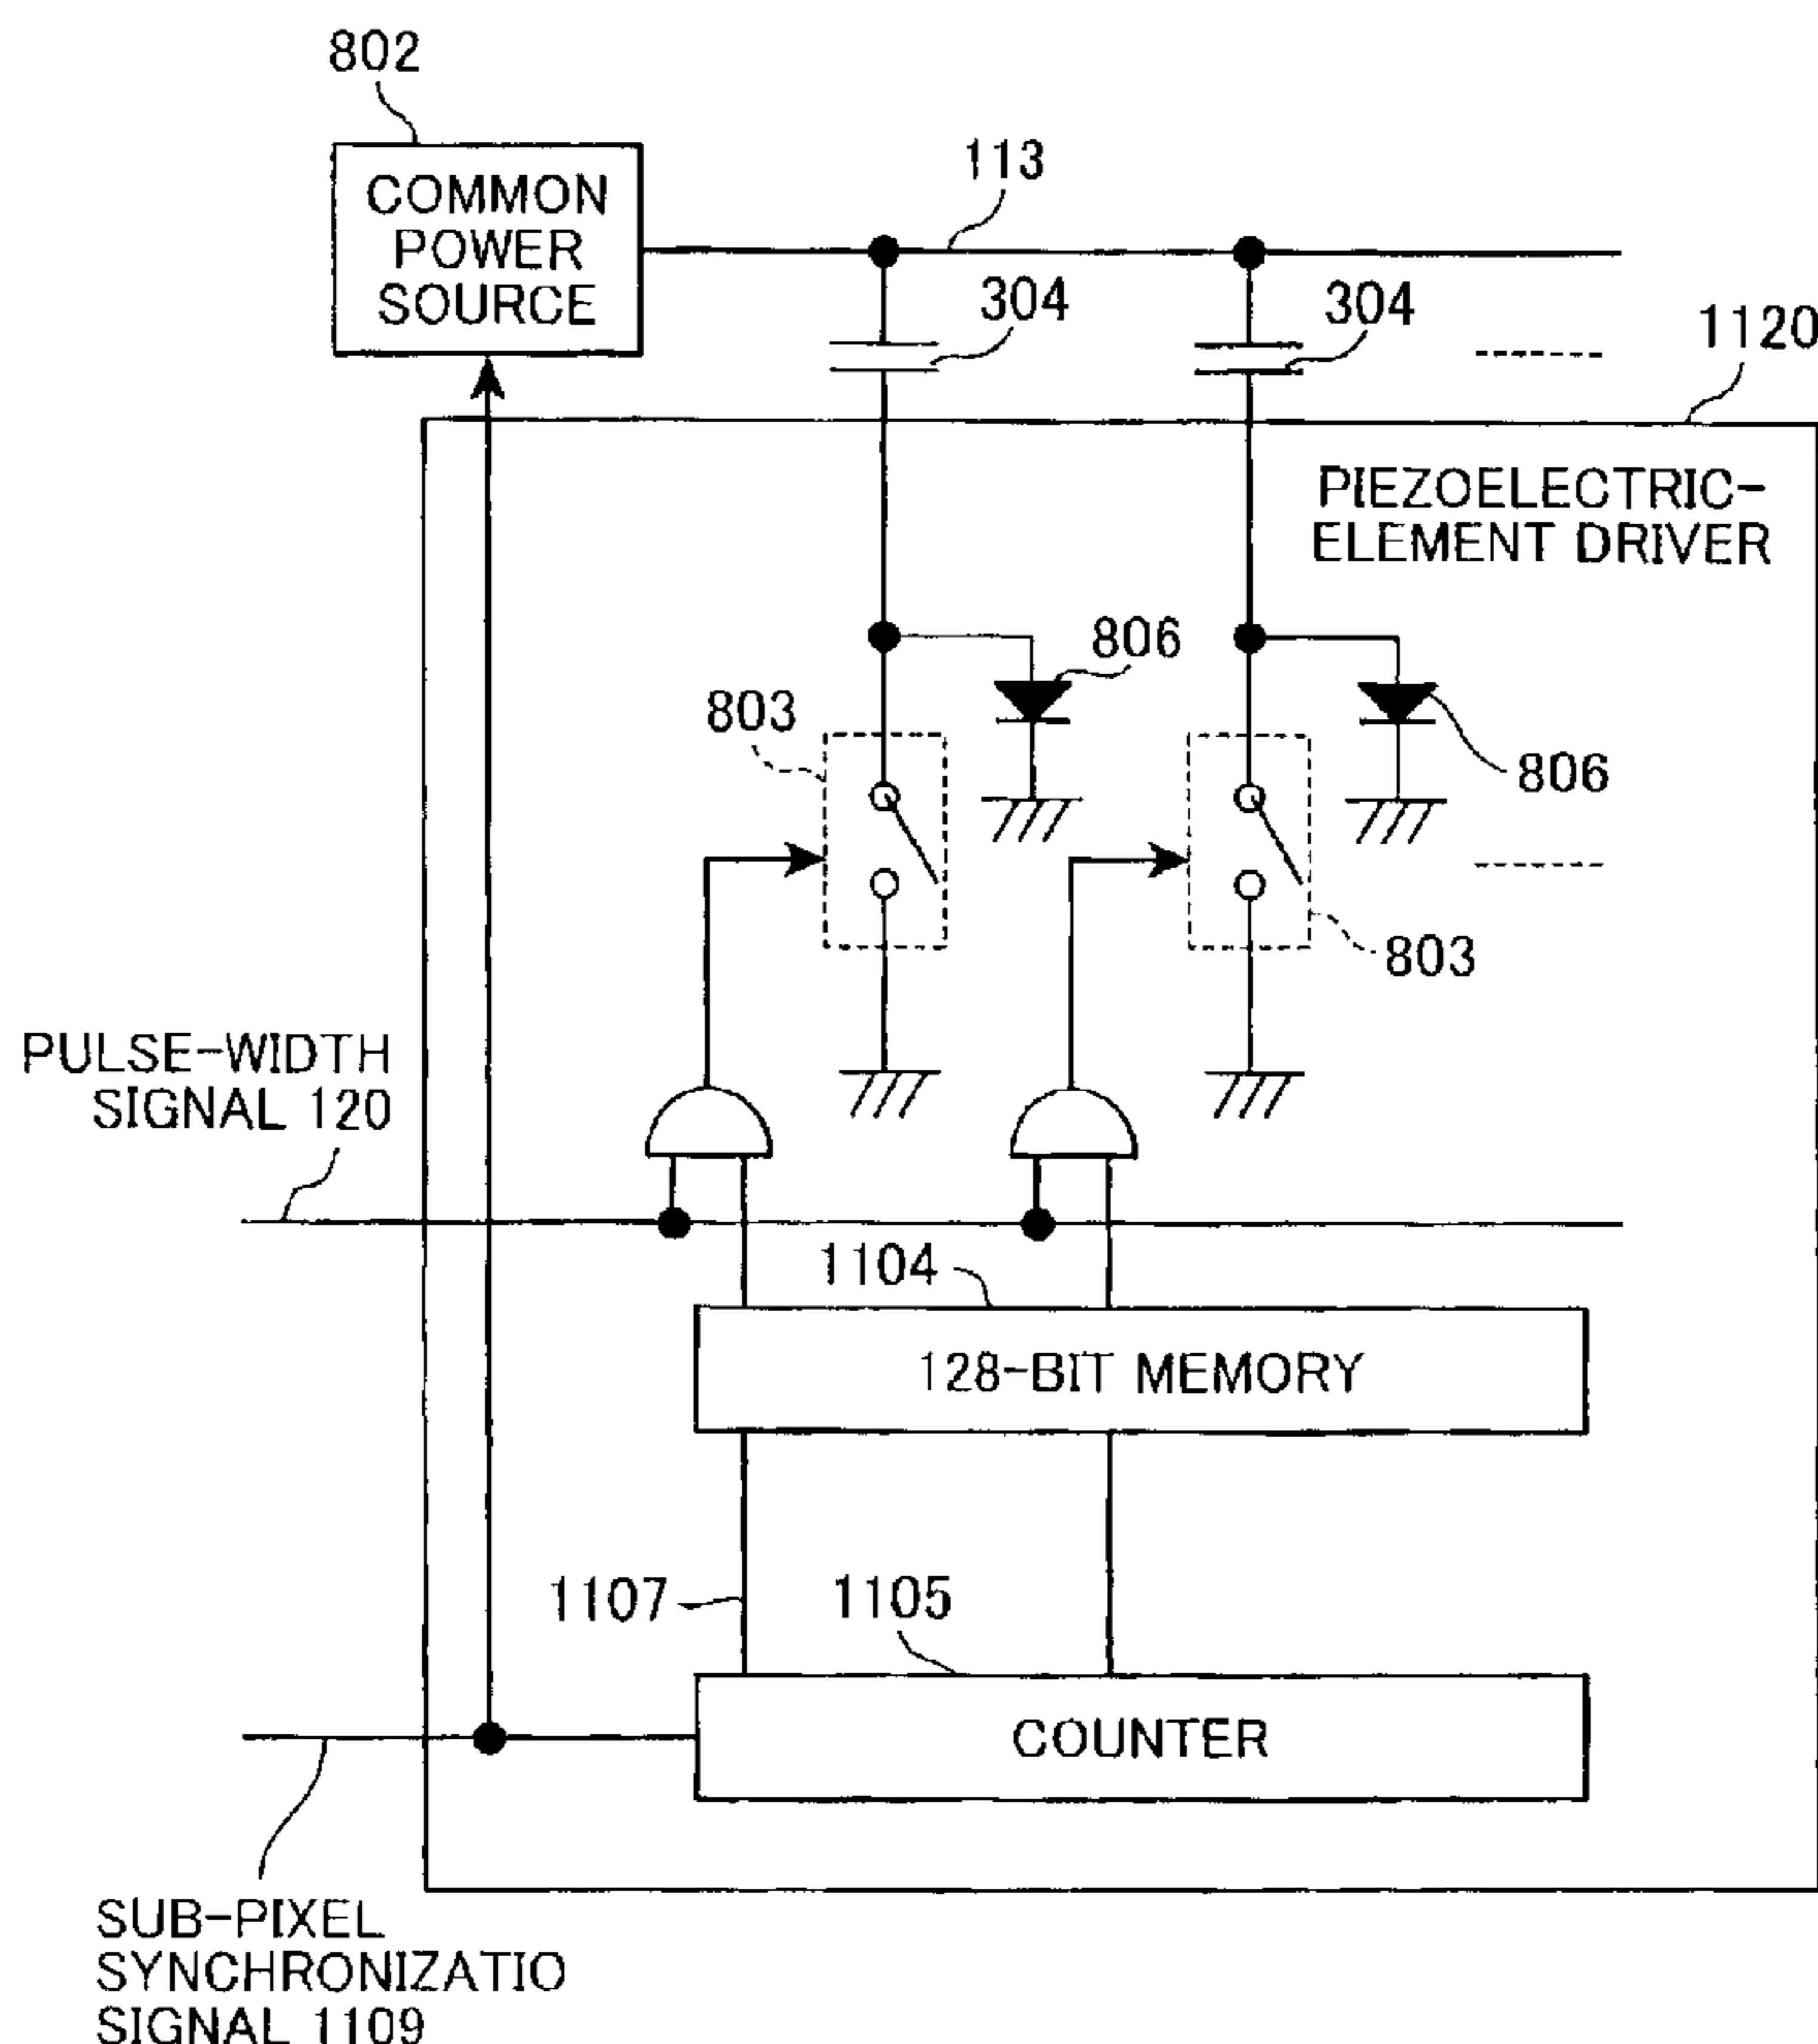 802
COMMON
POWER
SOURCE
113
304
304
1120
PIEZOELECTRIC-
ELEMENT DRIVER
806
803
806
803
PULSE-WIDTH
SIGNAL 120
1104
128-BIT MEMORY
1107
1105
COUNTER
SUB-PIXEL
SYNCHRONIZATIO
SIGNAL 1109